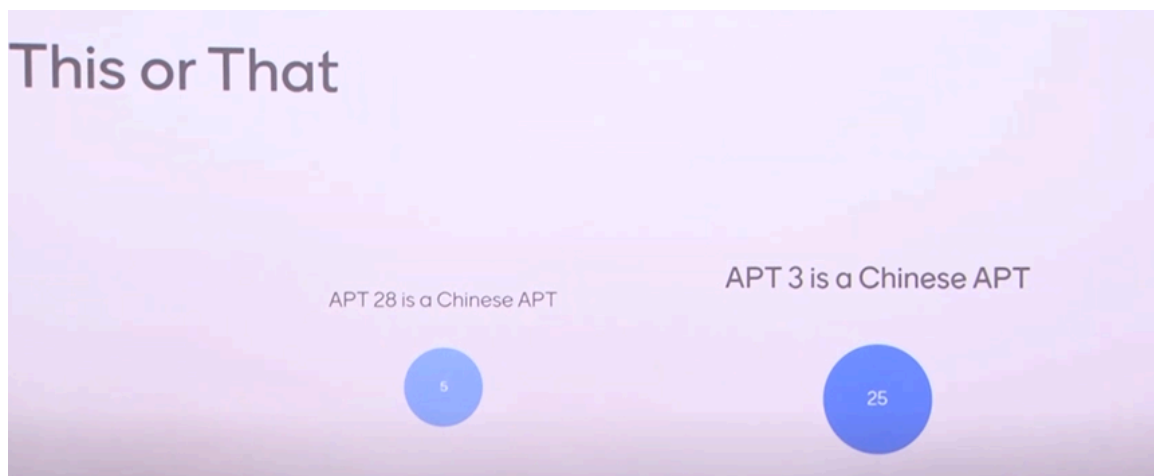 This or That
APT 28 is a Chinese APT
APT 3 is a Chinese APT
5
25